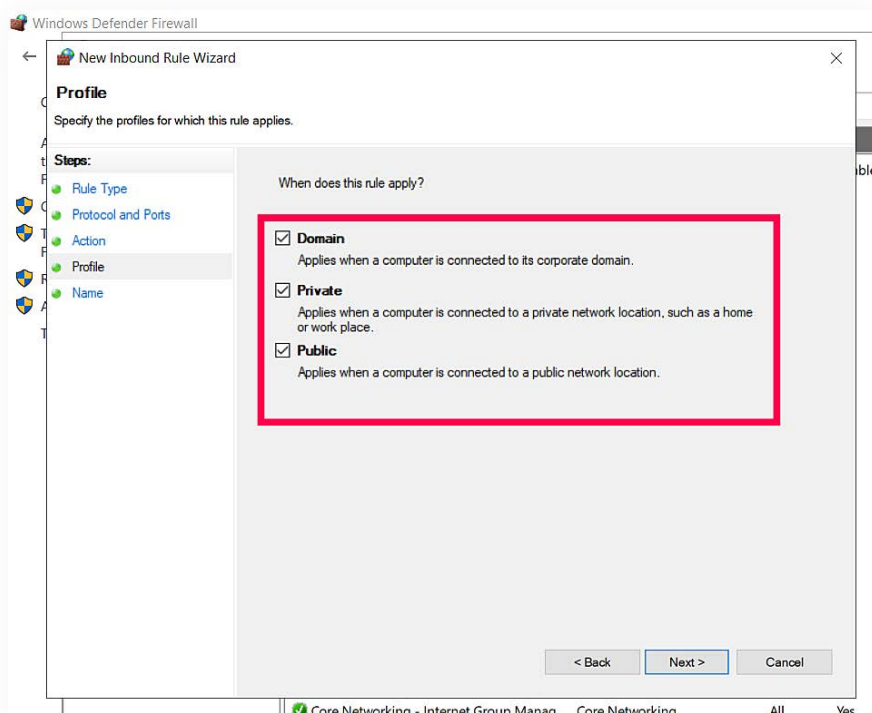 Windows Defender Firewall
New Inbound Rule Wizard
Profile
Specify the profiles for which this rule applies.
Steps:
Rule Type
Protocol and Ports
Action
Profile
Name
When does this rule apply?
Domain
Applies when a computer is connected to its corporate domain.
Private
Applies when a computer is connected to a private network location, such as a home
or work place.
Public
Applies when a computer is connected to a public network location.
< Back
Next >
Cancel
Core Networking - Internet Group Manag... Core Networking All Yes